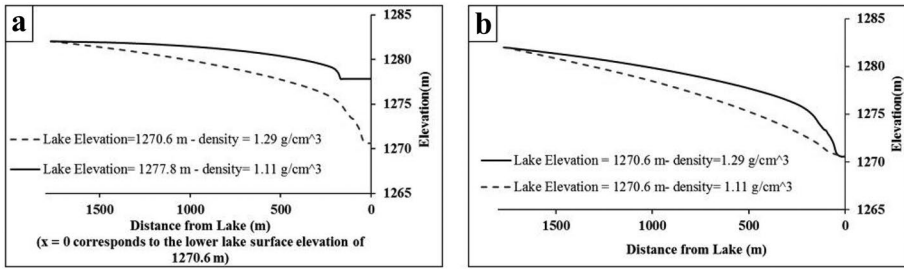 a
1285
1280
1275
1270
1265
Elevation(m)
Lake Elevation=1270.6 m - density = 1.29 g/cm^3
Lake Elevation=1277.8 m - density = 1.11 g/cm^3
1500
1000
500
0
Distance from Lake (m)
(x = 0 corresponds to the lower lake surface elevation of
1270.6 m)
b
1285
1280
1275
1270
1265
Elevation(m)
Lake Elevation = 1270.6 m- density=1.29 g/cm^3
Lake Elevation = 1270.6 m- density= 1.11 g/cm^3
1500
1000
500
0
Distance from Lake (m)